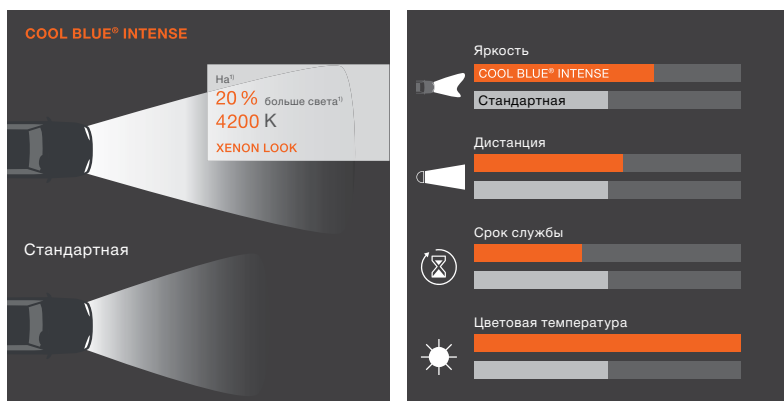 COOL BLUE® INTENSE
На¹⁾
20 % больше света¹⁾
4200 K
XENON LOOK
Стандартная
Яркость
COOL BLUE® INTENSE
Стандартная
Дистанция
Срок службы
Цветовая температура